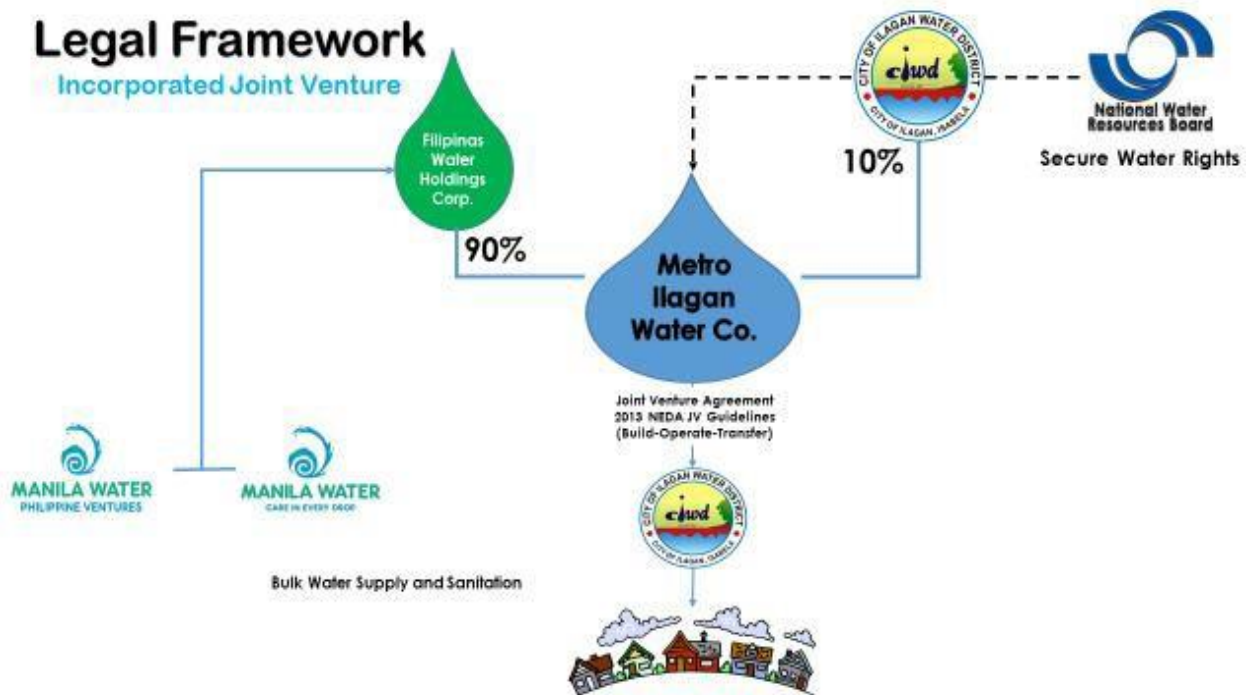 Legal Framework
Incorporated Joint Venture
Filipinas
Water
Holdings
Corp.
90%
CITY OF ILAGAN WATER DISTRICT
ciwd
CITY OF ILAGAN, ISABELA
10%
National Water
Resources Board
Secure Water Rights
Metro
Ilagan
Water Co.
Joint Venture Agreement
2013 NEDA JV Guidelines
(Build-Operate-Transfer)
MANILA WATER
PHILIPPINE VENTURES
MANILA WATER
CARE IN EVERY DROP
CITY OF ILAGAN WATER DISTRICT
ciwd
CITY OF ILAGAN, ISABELA
Bulk Water Supply and Sanitation